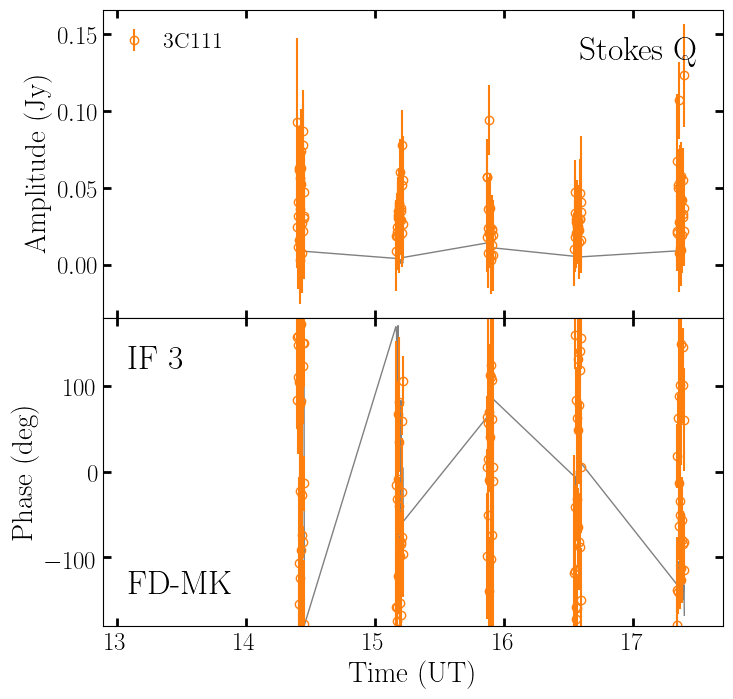 3C111
Stokes Q
Amplitude (Jy)
0.15
0.10
0.05
0.00
IF 3
FD-MK
Phase (deg)
100
0
−100
13 14 15 16 17
Time (UT)